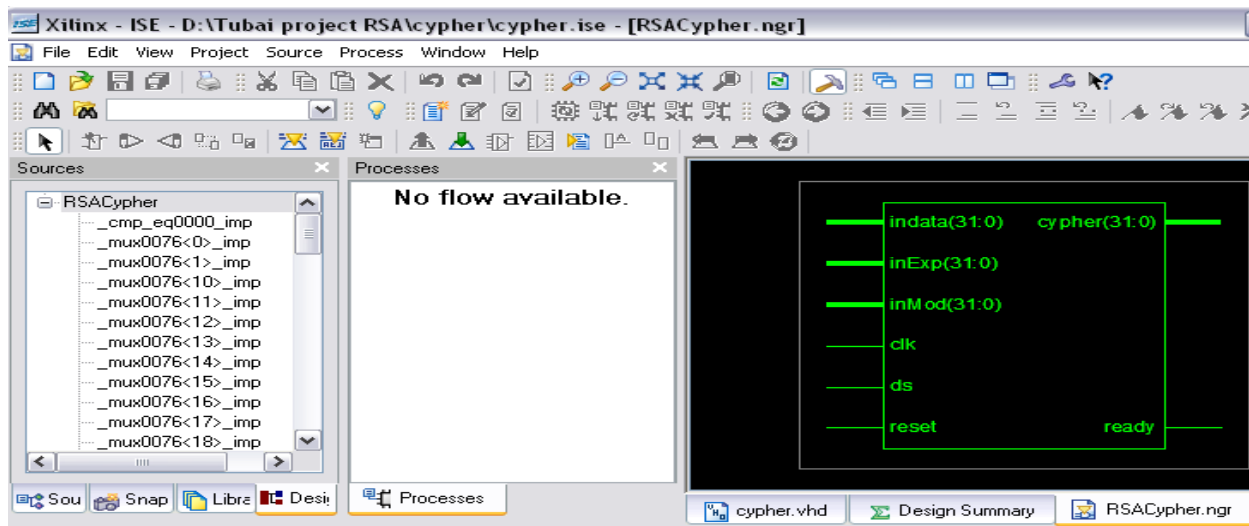 Xilinx - ISE - D:\Tubai project RSA\cypher\cypher.ise - [RSACypher.ngr]
File Edit View Project Source Process Window Help
Sources
RSACypher
_cmp_eq0000_imp
_mux0076<0>_imp
_mux0076<1>_imp
_mux0076<10>_imp
_mux0076<11>_imp
_mux0076<12>_imp
_mux0076<13>_imp
_mux0076<14>_imp
_mux0076<15>_imp
_mux0076<16>_imp
_mux0076<17>_imp
_mux0076<18>_imp
Sou Snap Libra Desi
Processes
No flow available.
Processes
indata(31:0) cypher(31:0)
inExp(31:0)
inMod(31:0)
clk
ds
reset ready
cypher.vhd Design Summary RSACypher.ngr